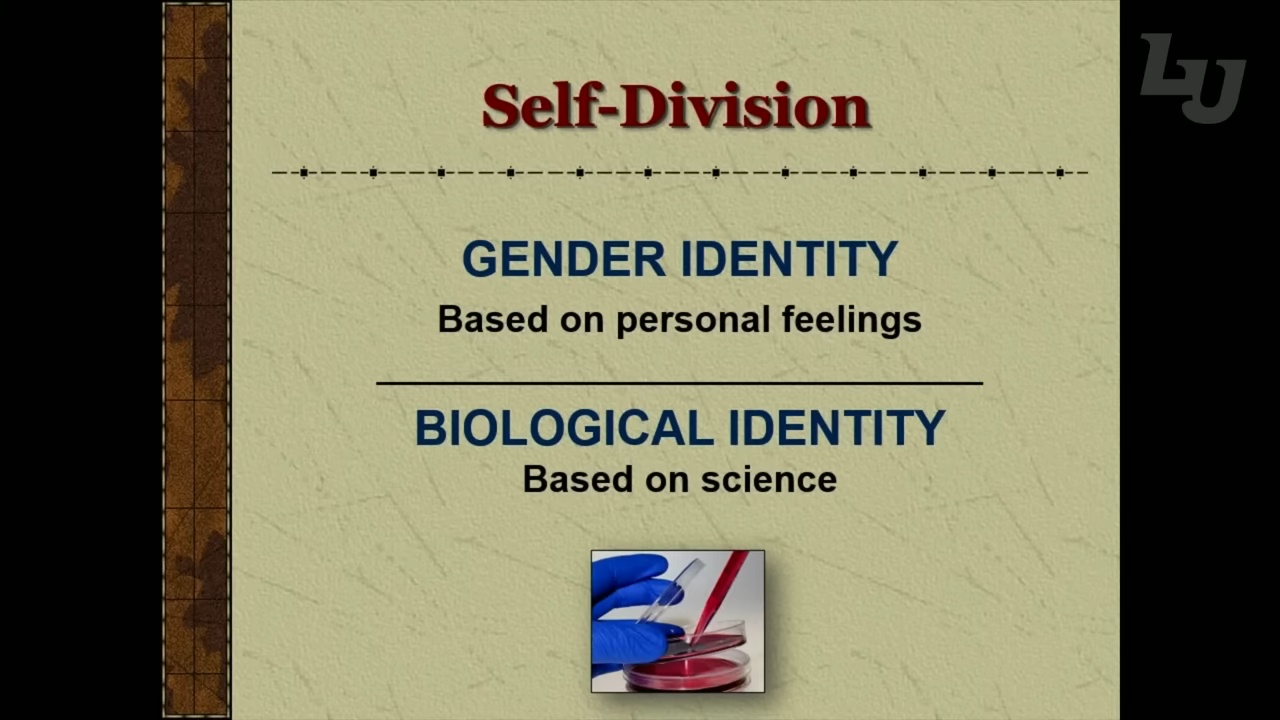 LU
Self-Division
GENDER IDENTITY
Based on personal feelings
BIOLOGICAL IDENTITY
Based on science